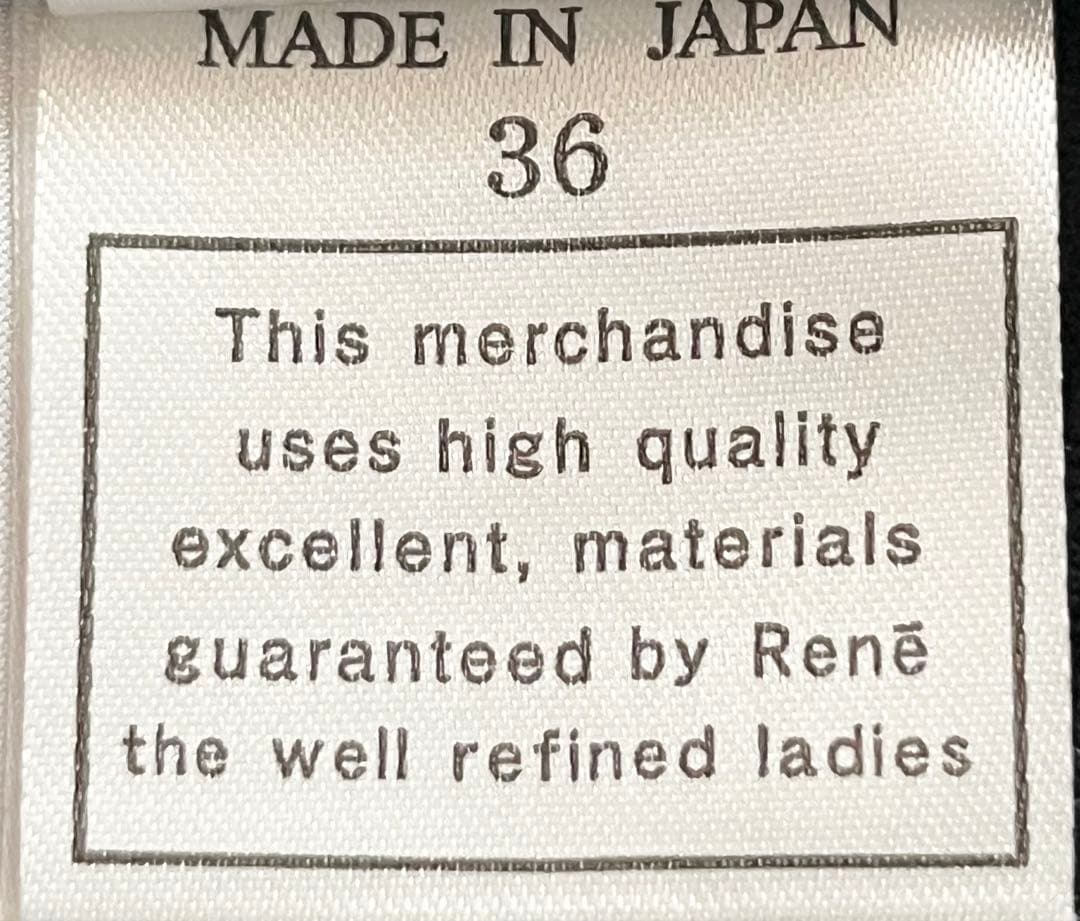 MADE IN JAPAN
36
This merchandise
uses high quality
excellent, materials
guaranteed by Renē
the well refined ladies